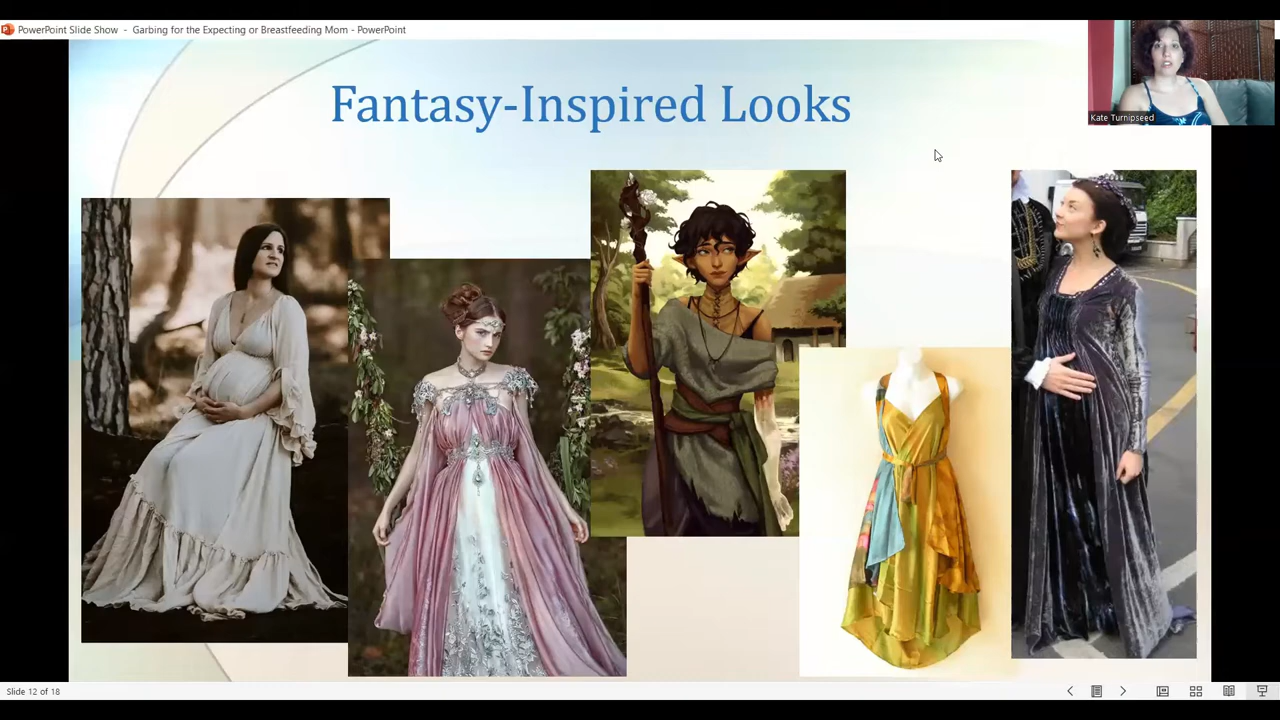 PowerPoint Slide Show - Garbing for the Expecting or Breastfeeding Mom - PowerPoint
Kate Turnipseed
Fantasy-Inspired Looks
Slide 12 of 18